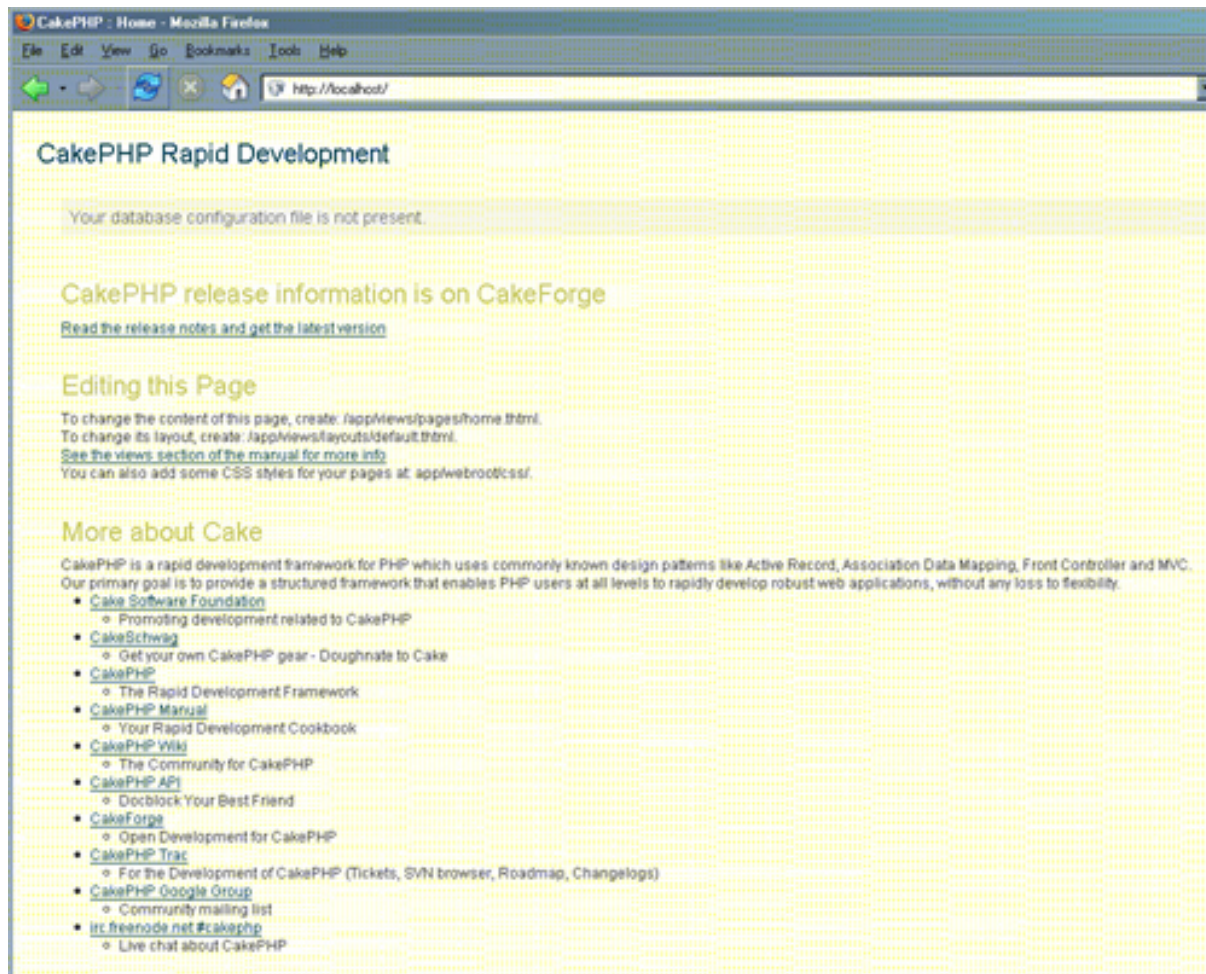 CakePHP : Home - Mozilla Firefox
File Edit View Go Bookmarks Tools Help
http://localhost/
CakePHP Rapid Development
Your database configuration file is not present.
CakePHP release information is on CakeForge
Read the release notes and get the latest version
Editing this Page
To change the content of this page, create: /app/views/pages/home.thtml.
To change its layout, create: /app/views/layouts/default.thtml.
See the views section of the manual for more info
You can also add some CSS styles for your pages at: app/webroot/css/.
More about Cake
CakePHP is a rapid development framework for PHP which uses commonly known design patterns like Active Record, Association Data Mapping, Front Controller and MVC.
Our primary goal is to provide a structured framework that enables PHP users at all levels to rapidly develop robust web applications, without any loss to flexibility.
• Cake Software Foundation
◦ Promoting development related to CakePHP
• CakeSchwag
◦ Get your own CakePHP gear - Doughnate to Cake
• CakePHP
◦ The Rapid Development Framework
• CakePHP Manual
◦ Your Rapid Development Cookbook
• CakePHP Wiki
◦ The Community for CakePHP
• CakePHP API
◦ Docblock Your Best Friend
• CakeForge
◦ Open Development for CakePHP
• CakePHP Trac
◦ For the Development of CakePHP (Tickets, SVN browser, Roadmap, Changelogs)
• CakePHP Google Group
◦ Community mailing list
• irc.freenode.net #cakephp
◦ Live chat about CakePHP